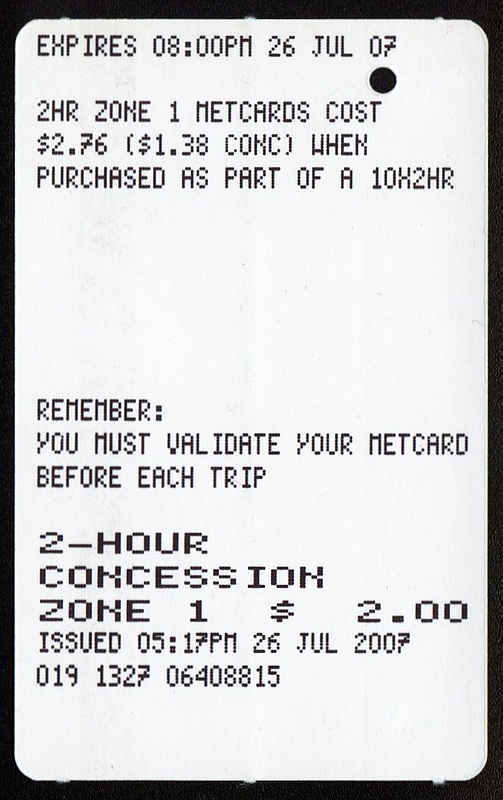 EXPIRES 08:00PM 26 JUL 07
2HR ZONE 1 METCARDS COST
$2.76 ($1.38 CONC) WHEN
PURCHASED AS PART OF A 10X2HR
REMEMBER:
YOU MUST VALIDATE YOUR METCARD
BEFORE EACH TRIP
2-HOUR
CONCESSION
ZONE 1 $ 2.00
ISSUED 05:17PM 26 JUL 2007
019 1327 06408815